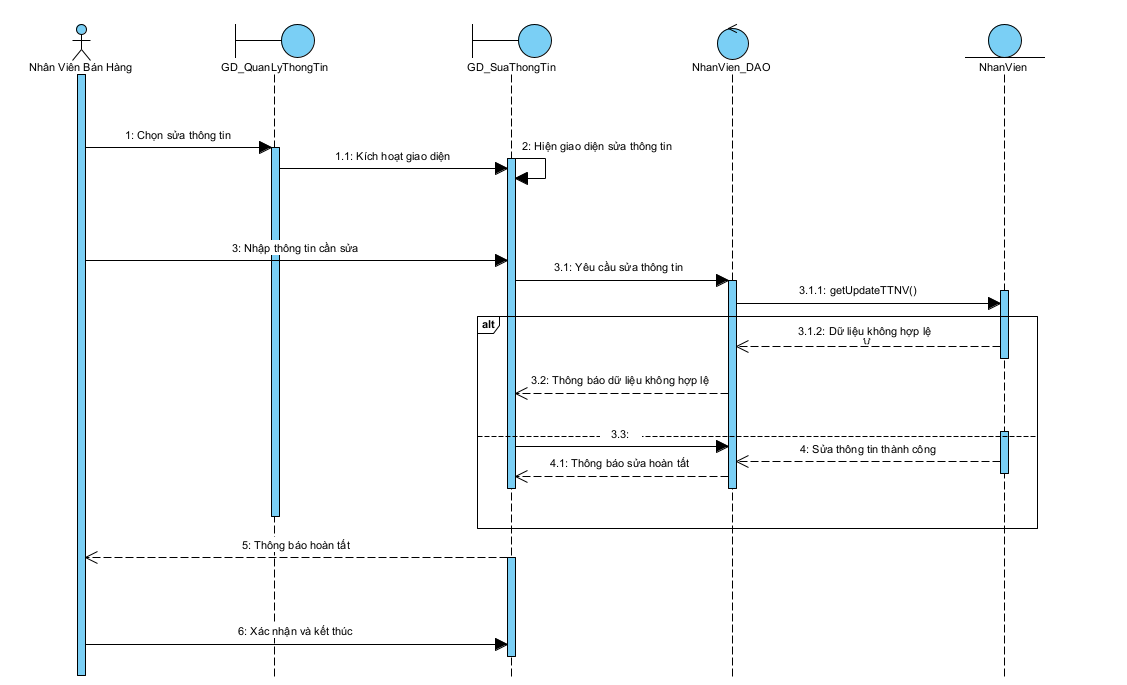 Nhân Viên Bán Hàng
GD_QuanLyThongTin
GD_SuaThongTin
NhanVien_DAO
NhanVien
1: Chọn sửa thông tin
2: Hiện giao diện sửa thông tin
1.1: Kích hoạt giao diện
3: Nhập thông tin cần sửa
3.1: Yêu cầu sửa thông tin
3.1.1: getUpdateTTNV()
alt
3.1.2: Dữ liệu không hợp lệ
3.2: Thông báo dữ liệu không hợp lệ
3.3:
4: Sửa thông tin thành công
4.1: Thông báo sửa hoàn tất
5: Thông báo hoàn tất
6: Xác nhận và kết thúc